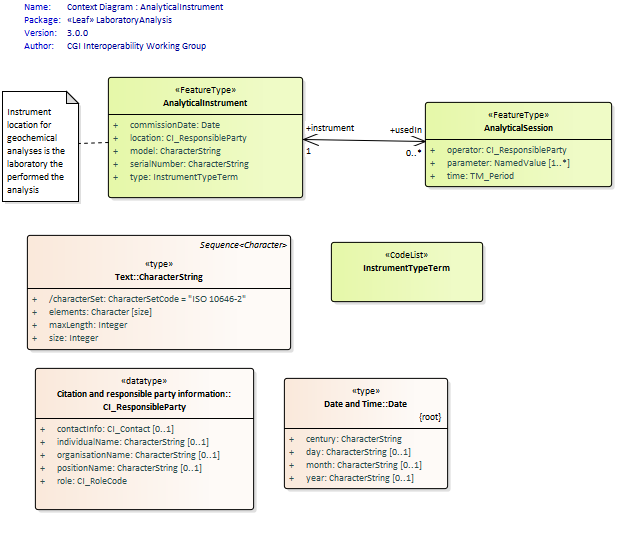 Name: Context Diagram : AnalyticalInstrument
Package: «Leaf» LaboratoryAnalysis
Version: 3.0.0
Author: CGI Interoperability Working Group
Instrument
location for
geochemical
analyses is the
laboratory the
performed the
analysis
«FeatureType»
AnalyticalInstrument
+ commissionDate: Date
+ location: CI_ResponsibleParty
+ model: CharacterString
+ serialNumber: CharacterString
+ type: InstrumentTypeTerm
+instrument
1
+usedIn
0..*
«FeatureType»
AnalyticalSession
+ operator: CI_ResponsibleParty
+ parameter: NamedValue [1..*]
+ time: TM_Period
Sequence<Character>
«type»
Text::CharacterString
+ /characterSet: CharacterSetCode = "ISO 10646-2"
+ elements: Character [size]
+ maxLength: Integer
+ size: Integer
«CodeList»
InstrumentTypeTerm
«datatype»
Citation and responsible party information::
CI_ResponsibleParty
+ contactInfo: CI_Contact [0..1]
+ individualName: CharacterString [0..1]
+ organisationName: CharacterString [0..1]
+ positionName: CharacterString [0..1]
+ role: CI_RoleCode
«type»
Date and Time::Date
{root}
+ century: CharacterString
+ day: CharacterString [0..1]
+ month: CharacterString [0..1]
+ year: CharacterString [0..1]